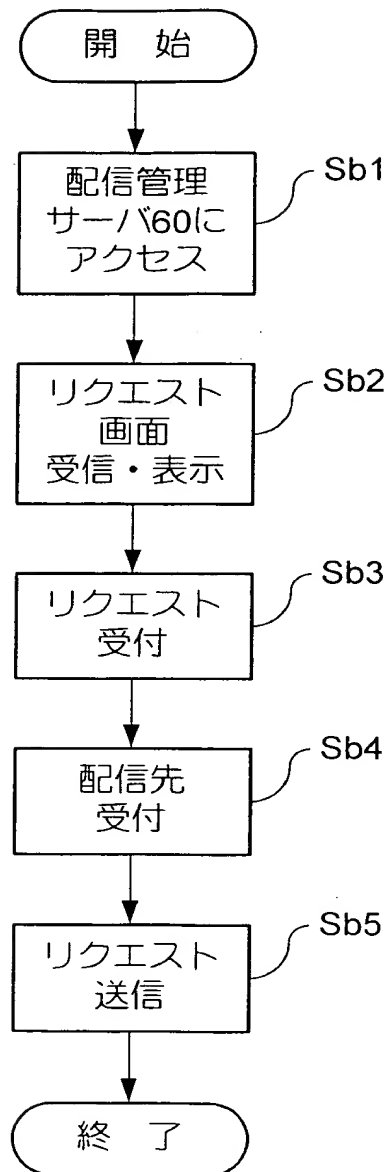 開 始
配信管理
サーバ60に
アクセス
Sb1
リクエスト
画面
受信・表示
Sb2
リクエスト
受付
Sb3
配信先
受付
Sb4
リクエスト
送信
Sb5
終 了